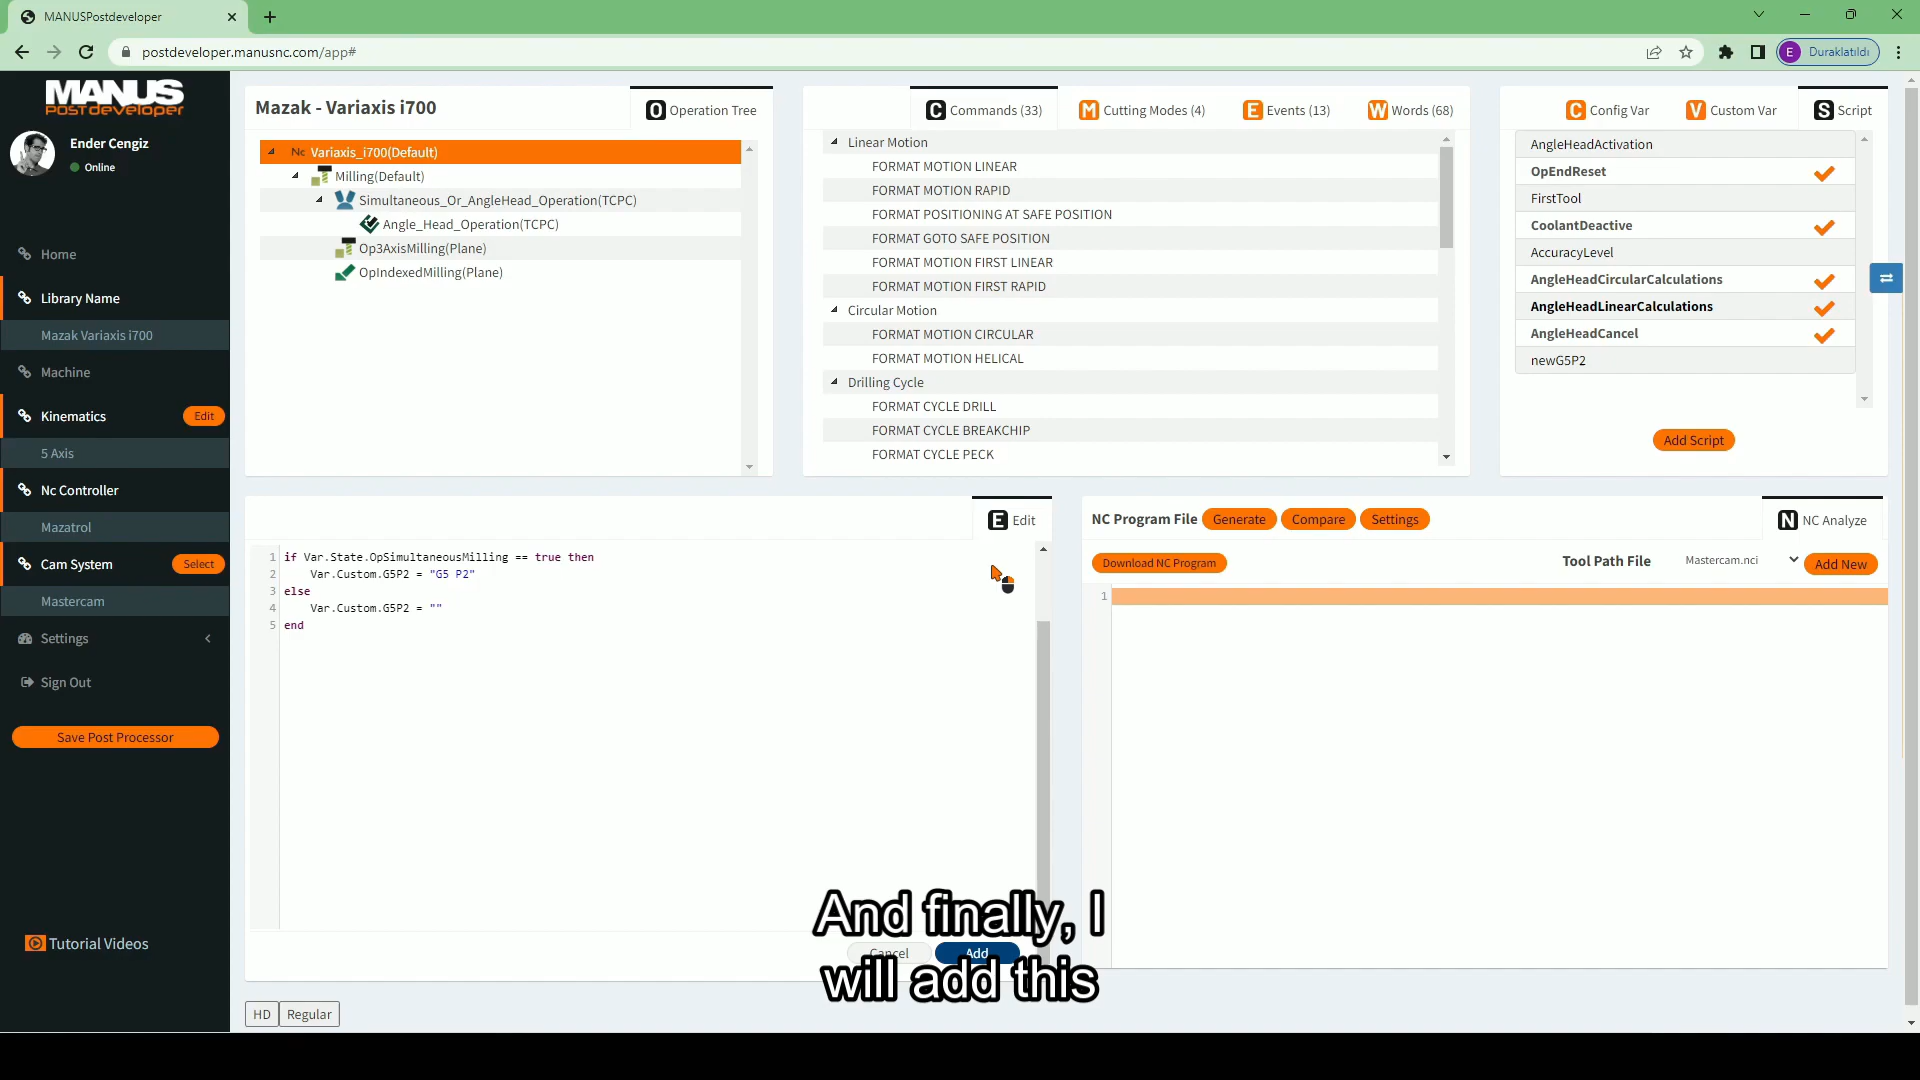 MANUSPostdeveloper
postdeveloper.manusnc.com/app#
E Duraklatıldı
MANUS
Postdeveloper
Ender Cengiz
Online
Home
Library Name
Mazak Variaxis i700
Machine
Kinematics Edit
5 Axis
Nc Controller
Mazatrol
Cam System Select
Mastercam
Settings
Sign Out
Save Post Processor
Tutorial Videos
Mazak - Variaxis i700
O Operation Tree
Nc Variaxis_i700(Default)
Milling(Default)
Simultaneous_Or_AngleHead_Operation(TCPC)
Angle_Head_Operation(TCPC)
Op3AxisMilling(Plane)
OpIndexedMilling(Plane)
C Commands (33) M Cutting Modes (4) E Events (13) W Words (68)
Linear Motion
FORMAT MOTION LINEAR
FORMAT MOTION RAPID
FORMAT POSITIONING AT SAFE POSITION
FORMAT GOTO SAFE POSITION
FORMAT MOTION FIRST LINEAR
FORMAT MOTION FIRST RAPID
Circular Motion
FORMAT MOTION CIRCULAR
FORMAT MOTION HELICAL
Drilling Cycle
FORMAT CYCLE DRILL
FORMAT CYCLE BREAKCHIP
FORMAT CYCLE PECK
C Config Var V Custom Var S Script
AngleHeadActivation
OpEndReset
FirstTool
CoolantDeactive
AccuracyLevel
AngleHeadCircularCalculations
AngleHeadLinearCalculations
AngleHeadCancel
newG5P2
Add Script
E Edit
1 if Var.State.OpSimultaneousMilling == true then
2 Var.Custom.G5P2 = "G5 P2"
3 else
4 Var.Custom.G5P2 = ""
5 end
Cancel Add
NC Program File Generate Compare Settings
N NC Analyze
Download NC Program
Tool Path File Mastercam.nci Add New
1
And finally, I
will add this
HD Regular